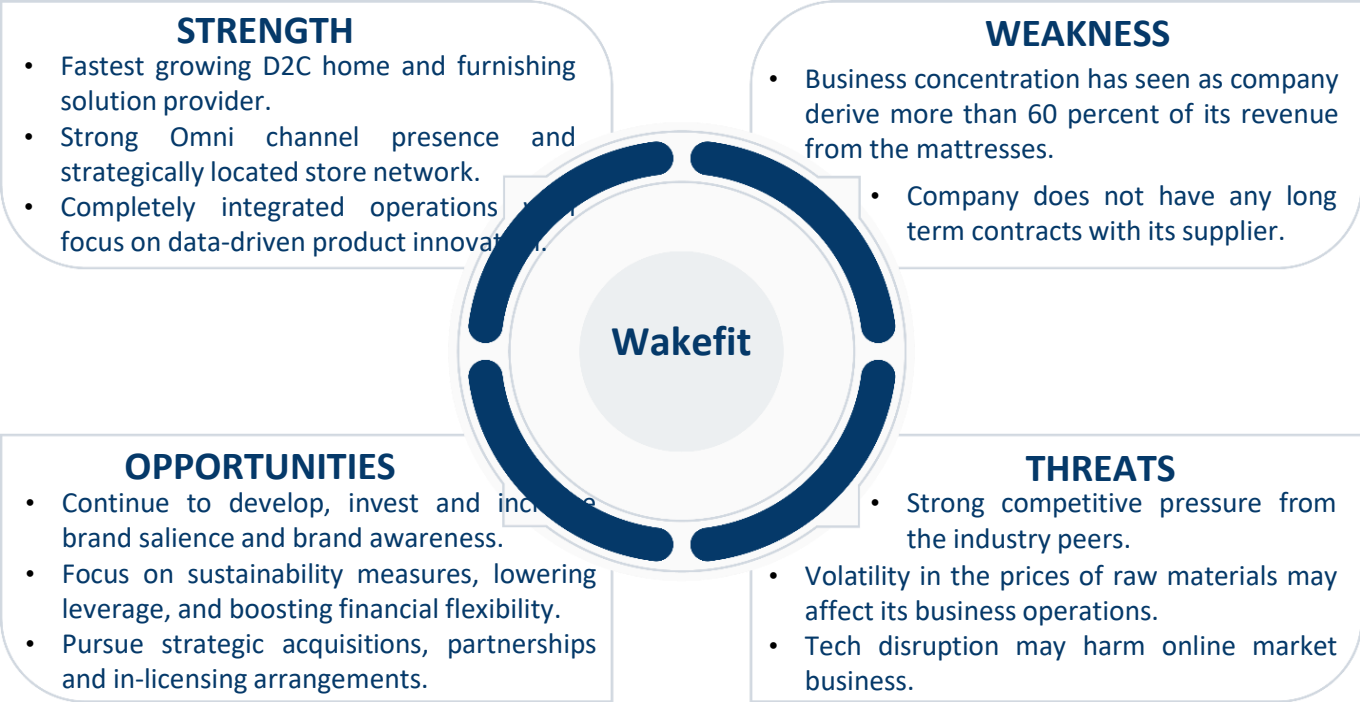 STRENGTH
• Fastest growing D2C home and furnishing
solution provider.
• Strong Omni channel presence and
strategically located store network.
• Completely integrated operations
focus on data-driven product
WEAKNESS
• Business concentration has seen as company
derive more than 60 percent of its revenue
from the mattresses.
• Company does not have any long
term contracts with its supplier.
Wakefit
OPPORTUNITIES
• Continue to develop, invest and
brand salience and brand awareness.
• Focus on sustainability measures, lowering
leverage, and boosting financial flexibility.
• Pursue strategic acquisitions, partnerships
and in-licensing arrangements.
THREATS
• Strong competitive pressure from
the industry peers.
• Volatility in the prices of raw materials may
affect its business operations.
• Tech disruption may harm online market
business.